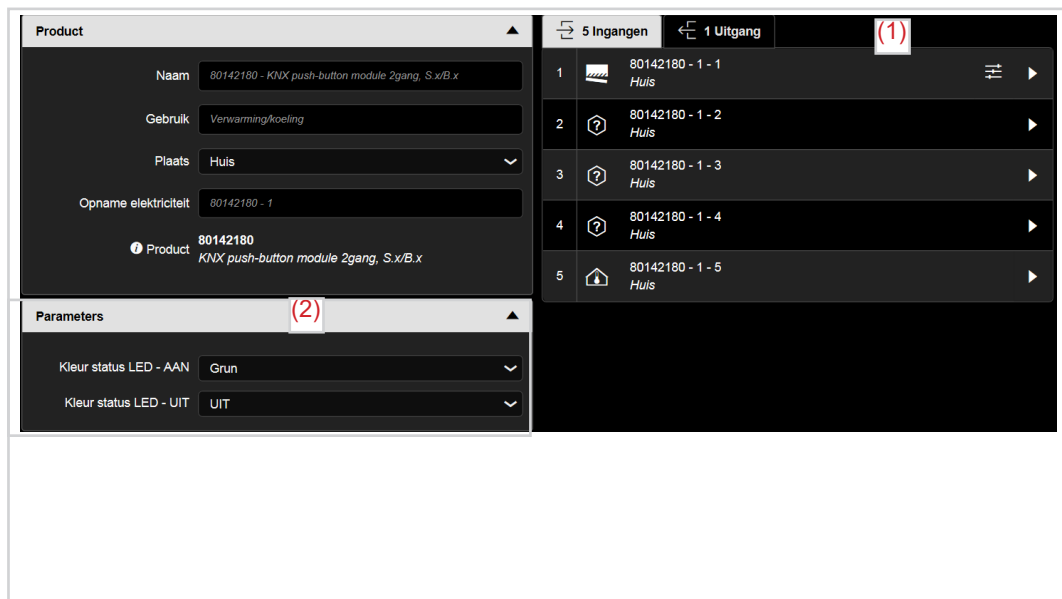 Product
Naam 80142180 - KNX push-button module 2gang, S.x/B.x
Gebruik Verwarming/koeling
Plaats Huis
Opname elektriciteit 80142180 - 1
Product 80142180
KNX push-button module 2gang, S.x/B.x
Parameters (2)
Kleur status LED - AAN Grun
Kleur status LED - UIT UIT
5 Ingangen 1 Uitgang (1)
1 80142180 - 1 - 1
Huis
2 80142180 - 1 - 2
Huis
3 80142180 - 1 - 3
Huis
4 80142180 - 1 - 4
Huis
5 80142180 - 1 - 5
Huis